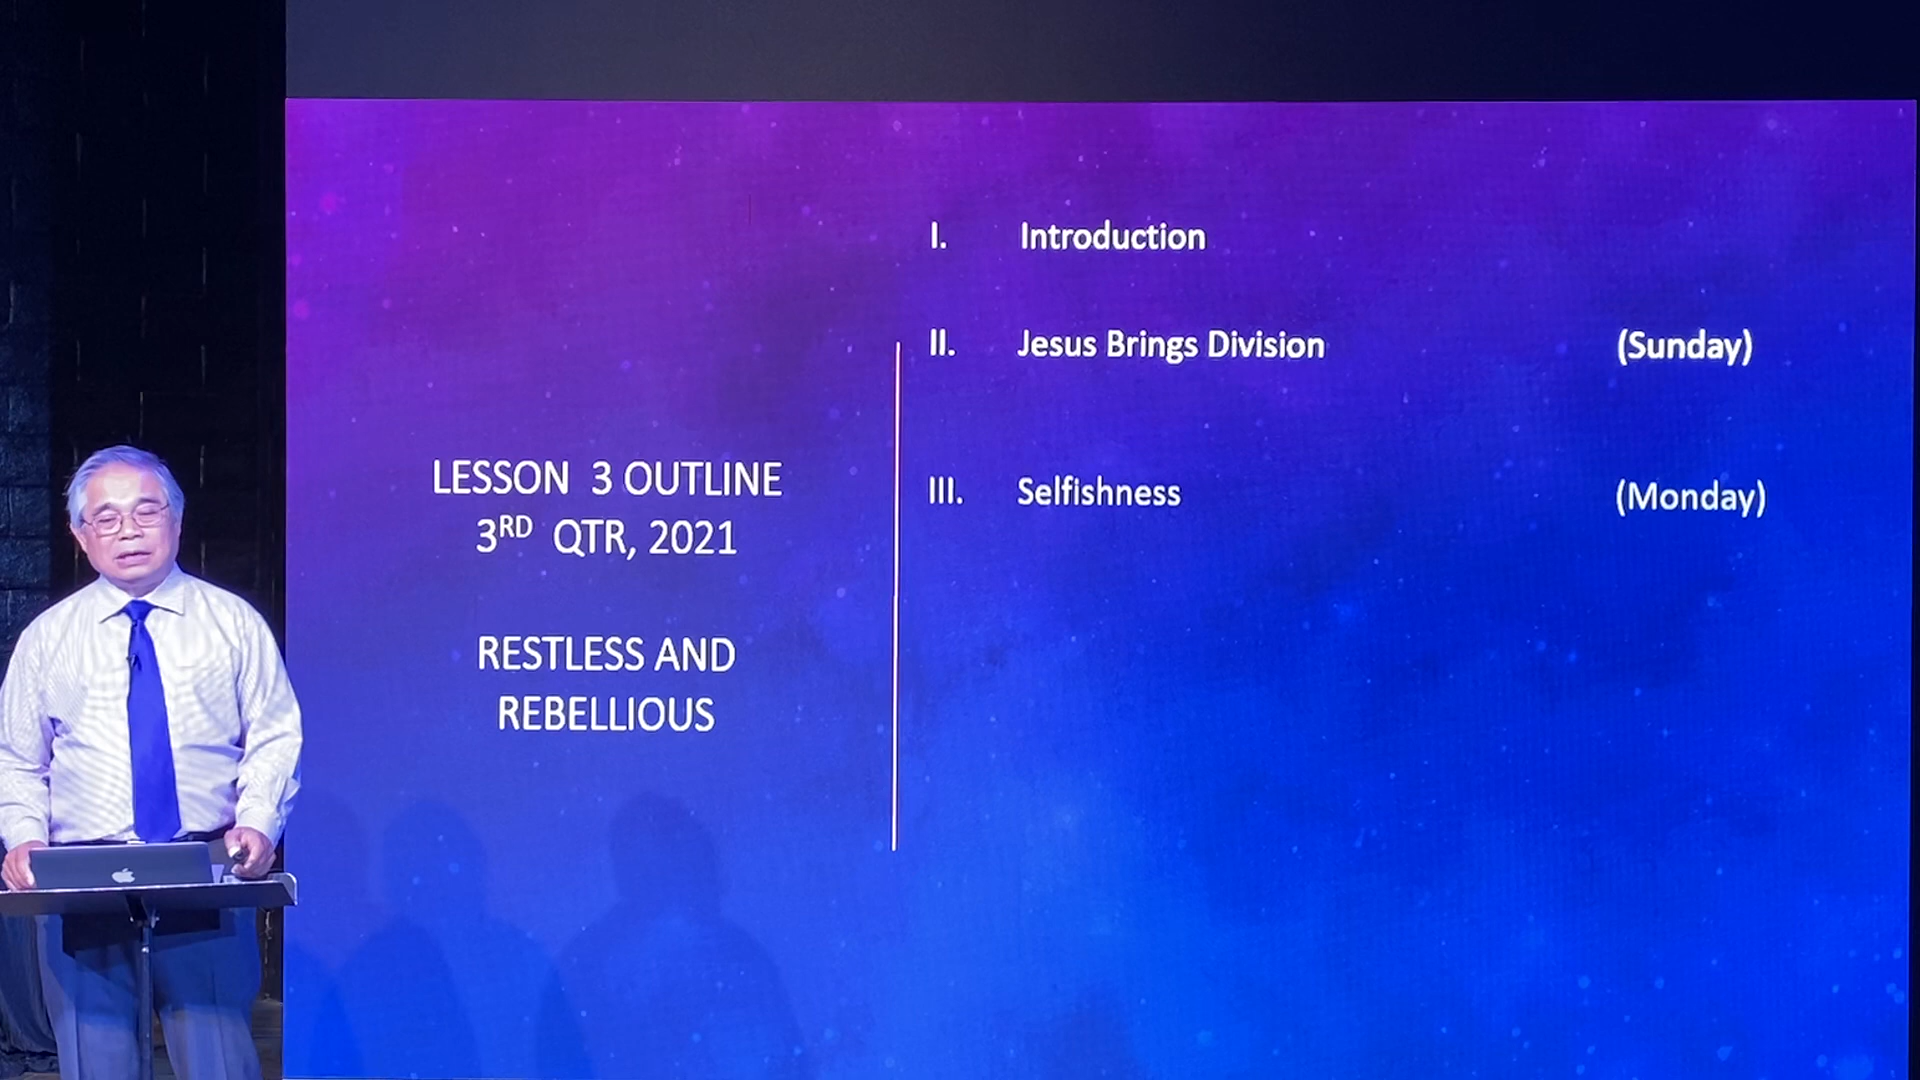 LESSON 3 OUTLINE
3RD QTR, 2021
RESTLESS AND
REBELLIOUS
I. Introduction
II. Jesus Brings Division (Sunday)
III. Selfishness (Monday)